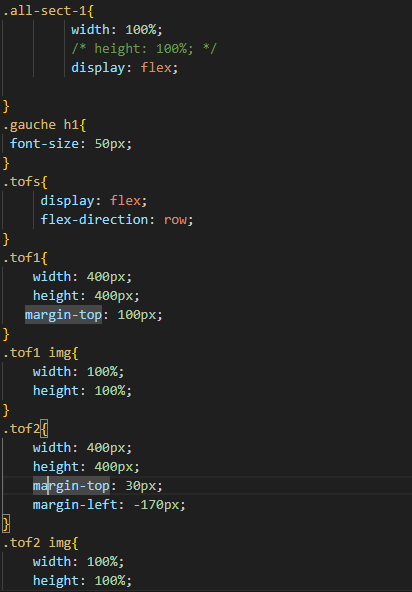 .all-sect-1{
width: 100%;
/* height: 100%; */
display: flex;
}
.gauche h1{
font-size: 50px;
}
.tofs{
display: flex;
flex-direction: row;
}
.tof1{
width: 400px;
height: 400px;
margin-top: 100px;
}
.tof1 img{
width: 100%;
height: 100%;
}
.tof2{
width: 400px;
height: 400px;
margin-top: 30px;
margin-left: -170px;
}
.tof2 img{
width: 100%;
height: 100%;